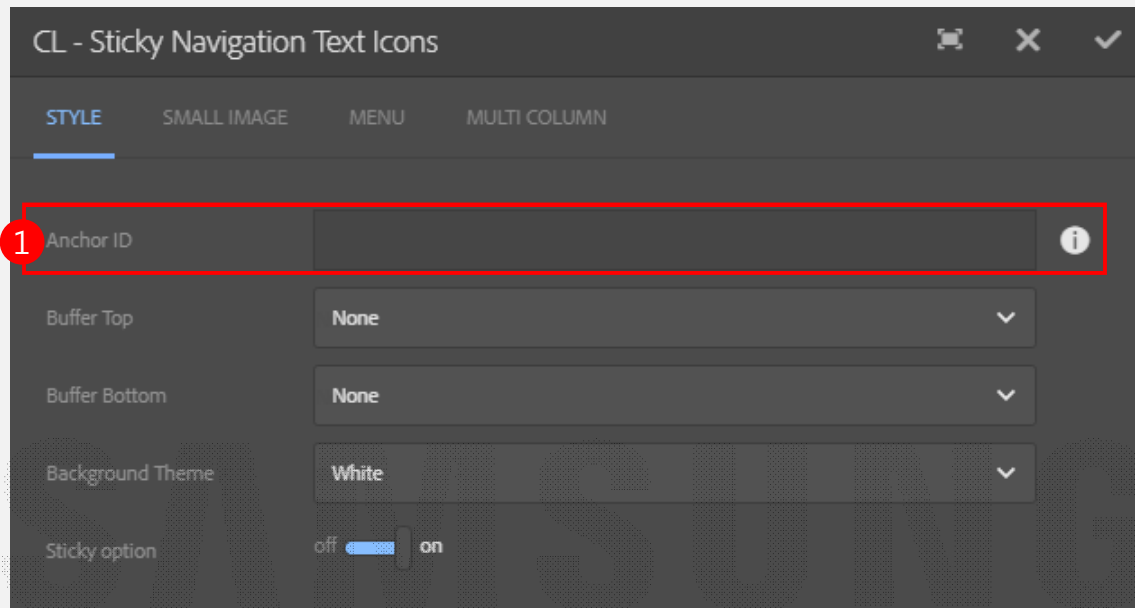 CL - Sticky Navigation Text Icons
STYLE SMALL IMAGE MENU MULTI COLUMN
1 Anchor ID
Buffer Top None
Buffer Bottom None
Background Theme White
Sticky option off on
SAMSUNG